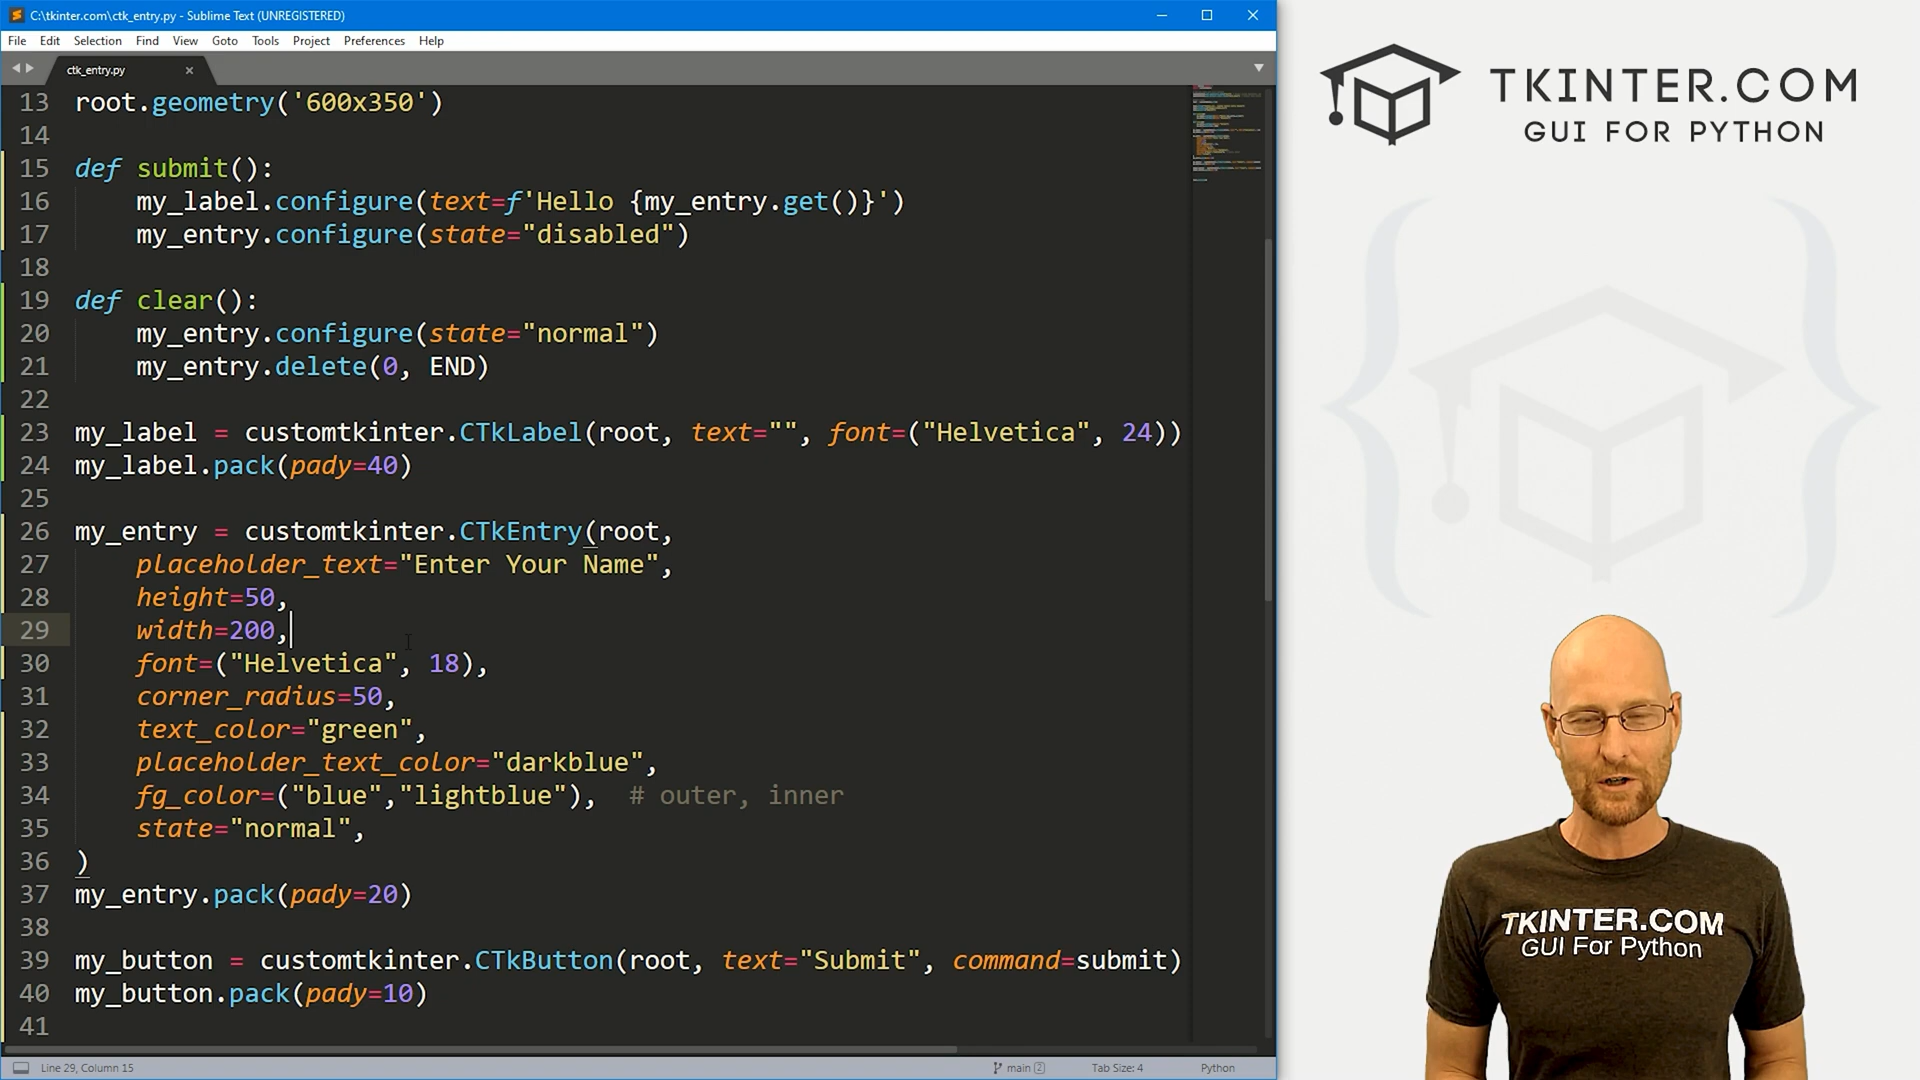 C:\tkinter.com\ctk_entry.py - Sublime Text (UNREGISTERED)
File Edit Selection Find View Goto Tools Project Preferences Help
ctk_entry.py
13 root.geometry('600x350')
14
15 def submit():
16     my_label.configure(text=f'Hello {my_entry.get()}')
17     my_entry.configure(state="disabled")
18
19 def clear():
20     my_entry.configure(state="normal")
21     my_entry.delete(0, END)
22
23 my_label = customtkinter.CTkLabel(root, text="", font=("Helvetica", 24))
24 my_label.pack(pady=40)
25
26 my_entry = customtkinter.CTkEntry(root,
27     placeholder_text="Enter Your Name",
28     height=50,
29     width=200,
30     font=("Helvetica", 18),
31     corner_radius=50,
32     text_color="green",
33     placeholder_text_color="darkblue",
34     fg_color=("blue","lightblue"),  # outer, inner
35     state="normal",
36 )
37 my_entry.pack(pady=20)
38
39 my_button = customtkinter.CTkButton(root, text="Submit", command=submit)
40 my_button.pack(pady=10)
41
Line 29, Column 15
main 2
Tab Size: 4
Python
TKINTER.COM
GUI FOR PYTHON
TKINTER.COM
GUI For Python